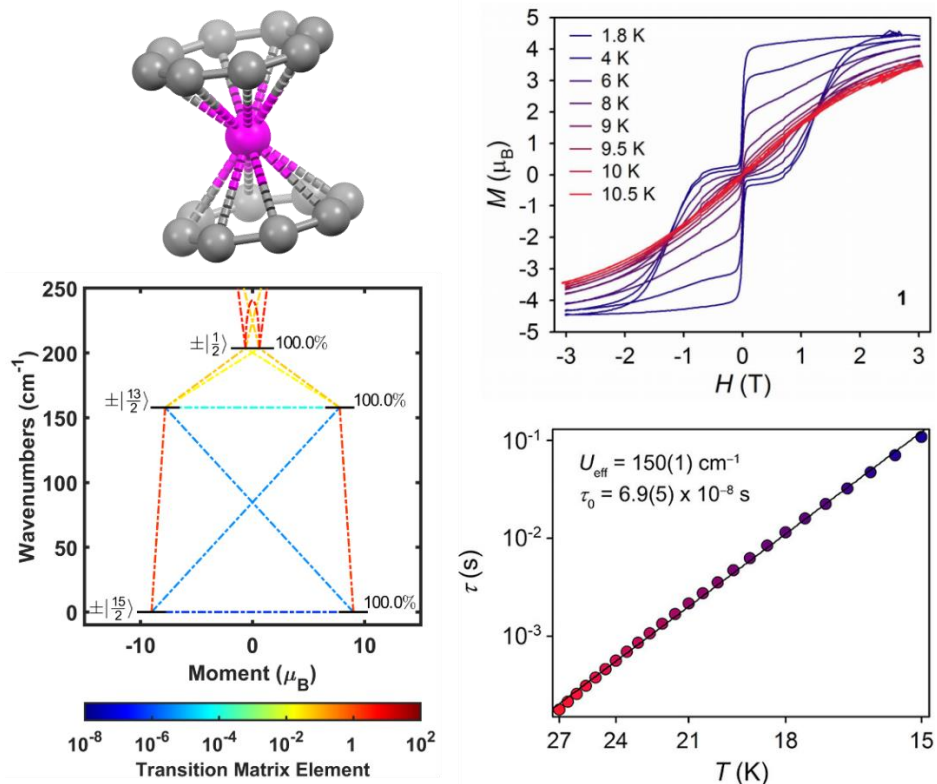 5
4
3
2
1
0
-1
-2
-3
-4
-5
M (μB)
1.8 K
4 K
6 K
8 K
9 K
9.5 K
10 K
10.5 K
1
-3 -2 -1 0 1 2 3
H (T)
250
200
150
100
50
0
Wavenumbers (cm⁻¹)
±|1/2⟩ 100.0%
±|13/2⟩ 100.0%
±|15/2⟩ 100.0%
-10 0 10
Moment (μB)
10⁻⁸ 10⁻⁶ 10⁻⁴ 10⁻² 1 10²
Transition Matrix Element
10⁻¹
10⁻²
10⁻³
τ (s)
Ueff = 150(1) cm⁻¹
τ₀ = 6.9(5) x 10⁻⁸ s
27 24 21 18 15
T (K)